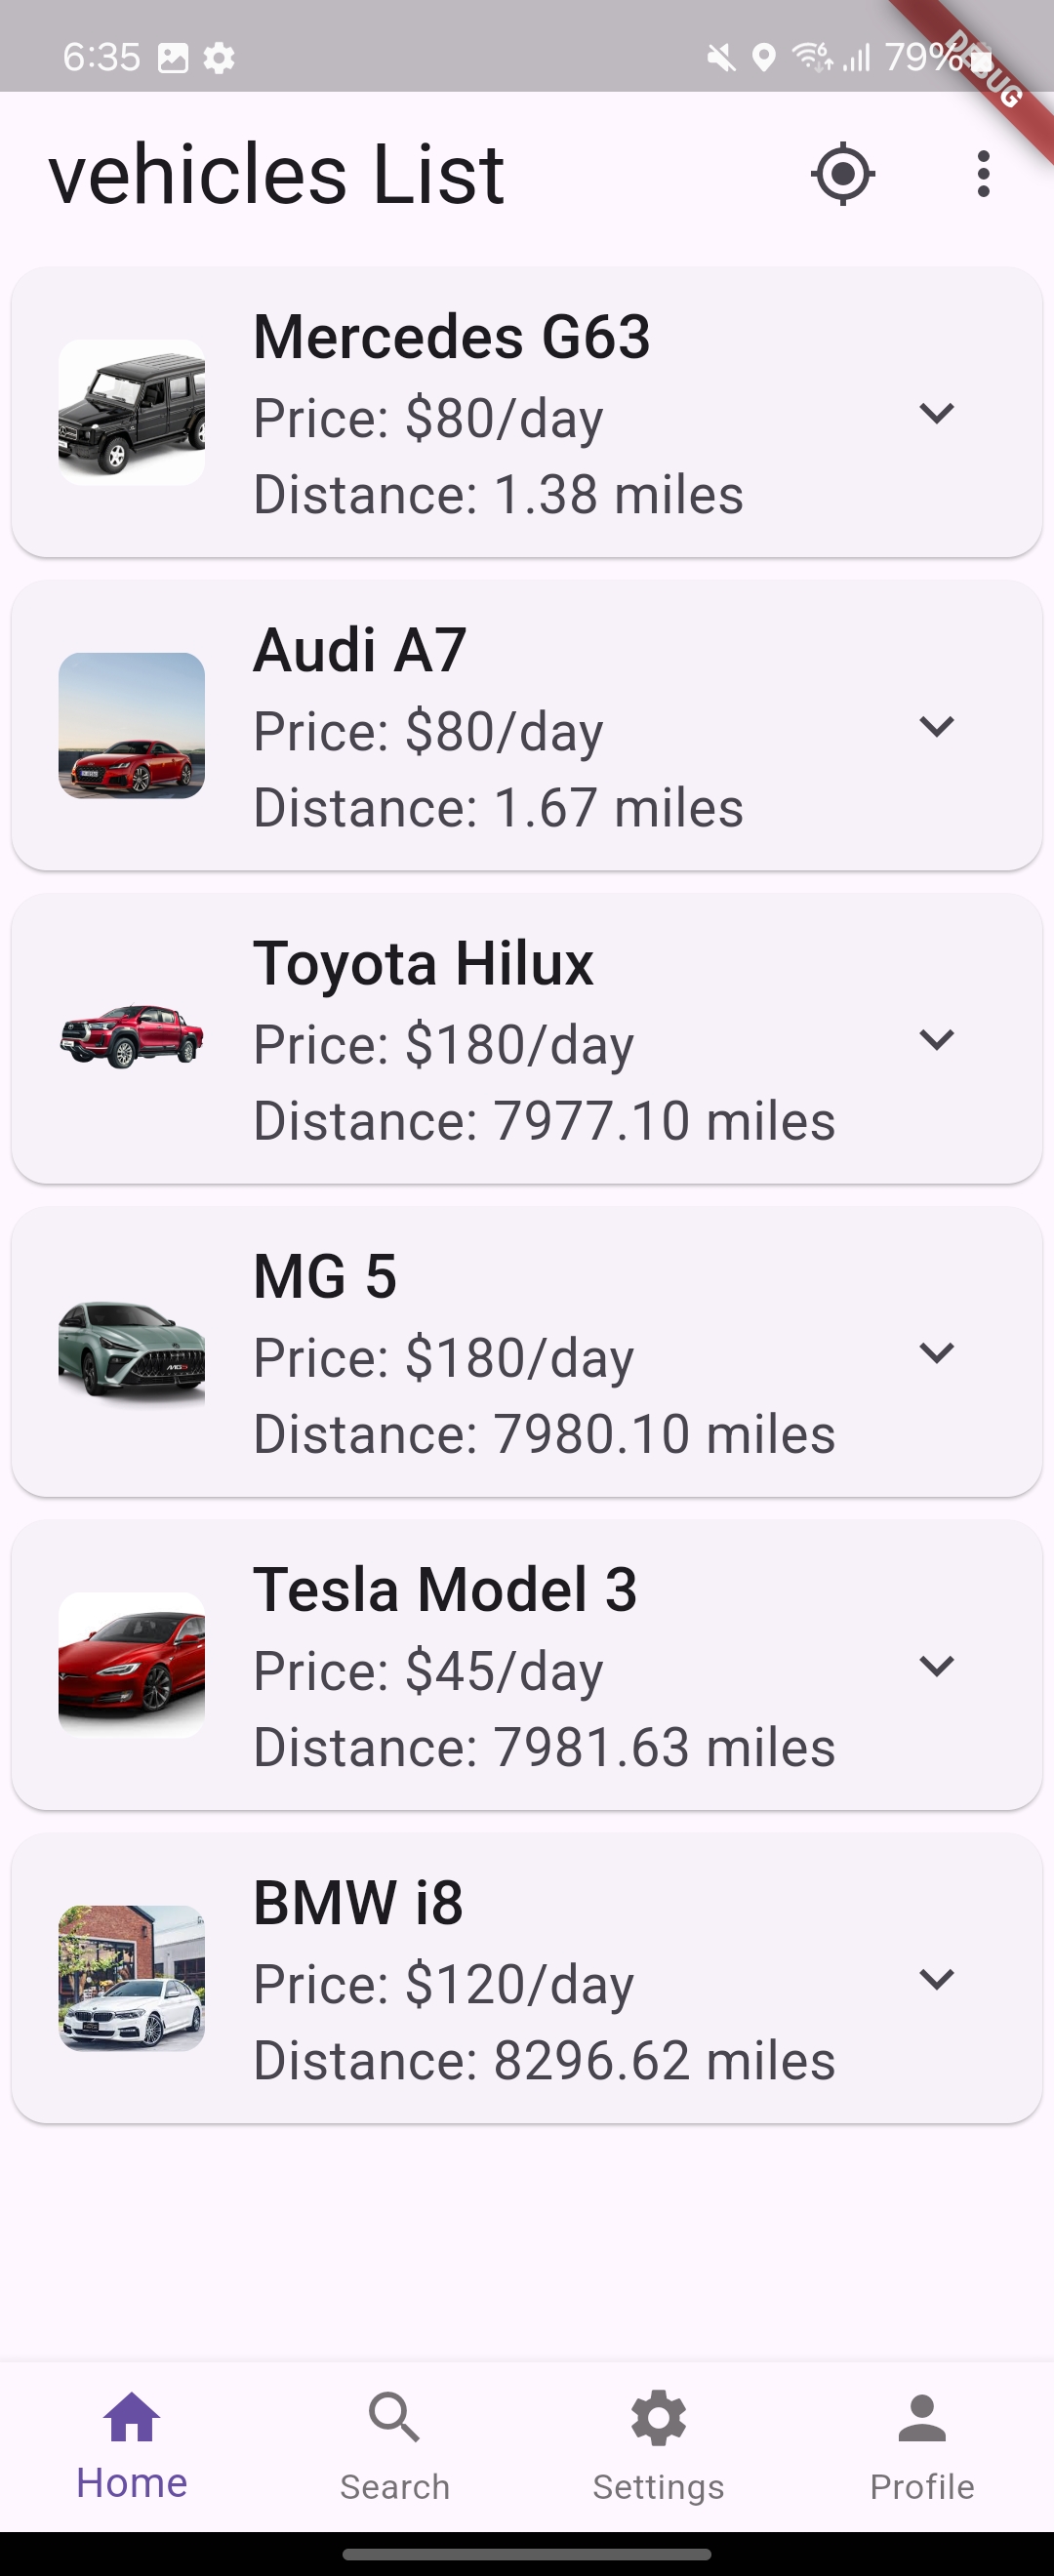 6:35
79%
DEBUG
vehicles List
Mercedes G63
Price: $80/day
Distance: 1.38 miles
Audi A7
Price: $80/day
Distance: 1.67 miles
Toyota Hilux
Price: $180/day
Distance: 7977.10 miles
MG 5
Price: $180/day
Distance: 7980.10 miles
Tesla Model 3
Price: $45/day
Distance: 7981.63 miles
BMW i8
Price: $120/day
Distance: 8296.62 miles
Home
Search
Settings
Profile